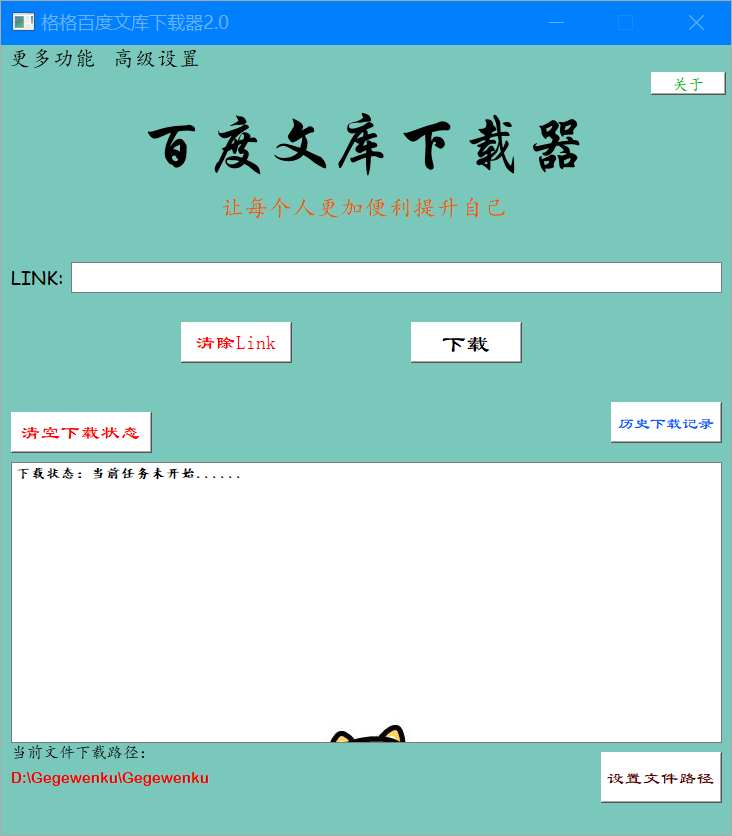 格格百度文库下载器2.0
更多功能 高级设置
关于
百度文库下载器
让每个人更加便利提升自己
LINK:
清除Link 下载
历史下载记录
清空下载状态
下载状态：当前任务未开始......
当前文件下载路径：
D:\Gegewenku\Gegewenku
设置文件路径